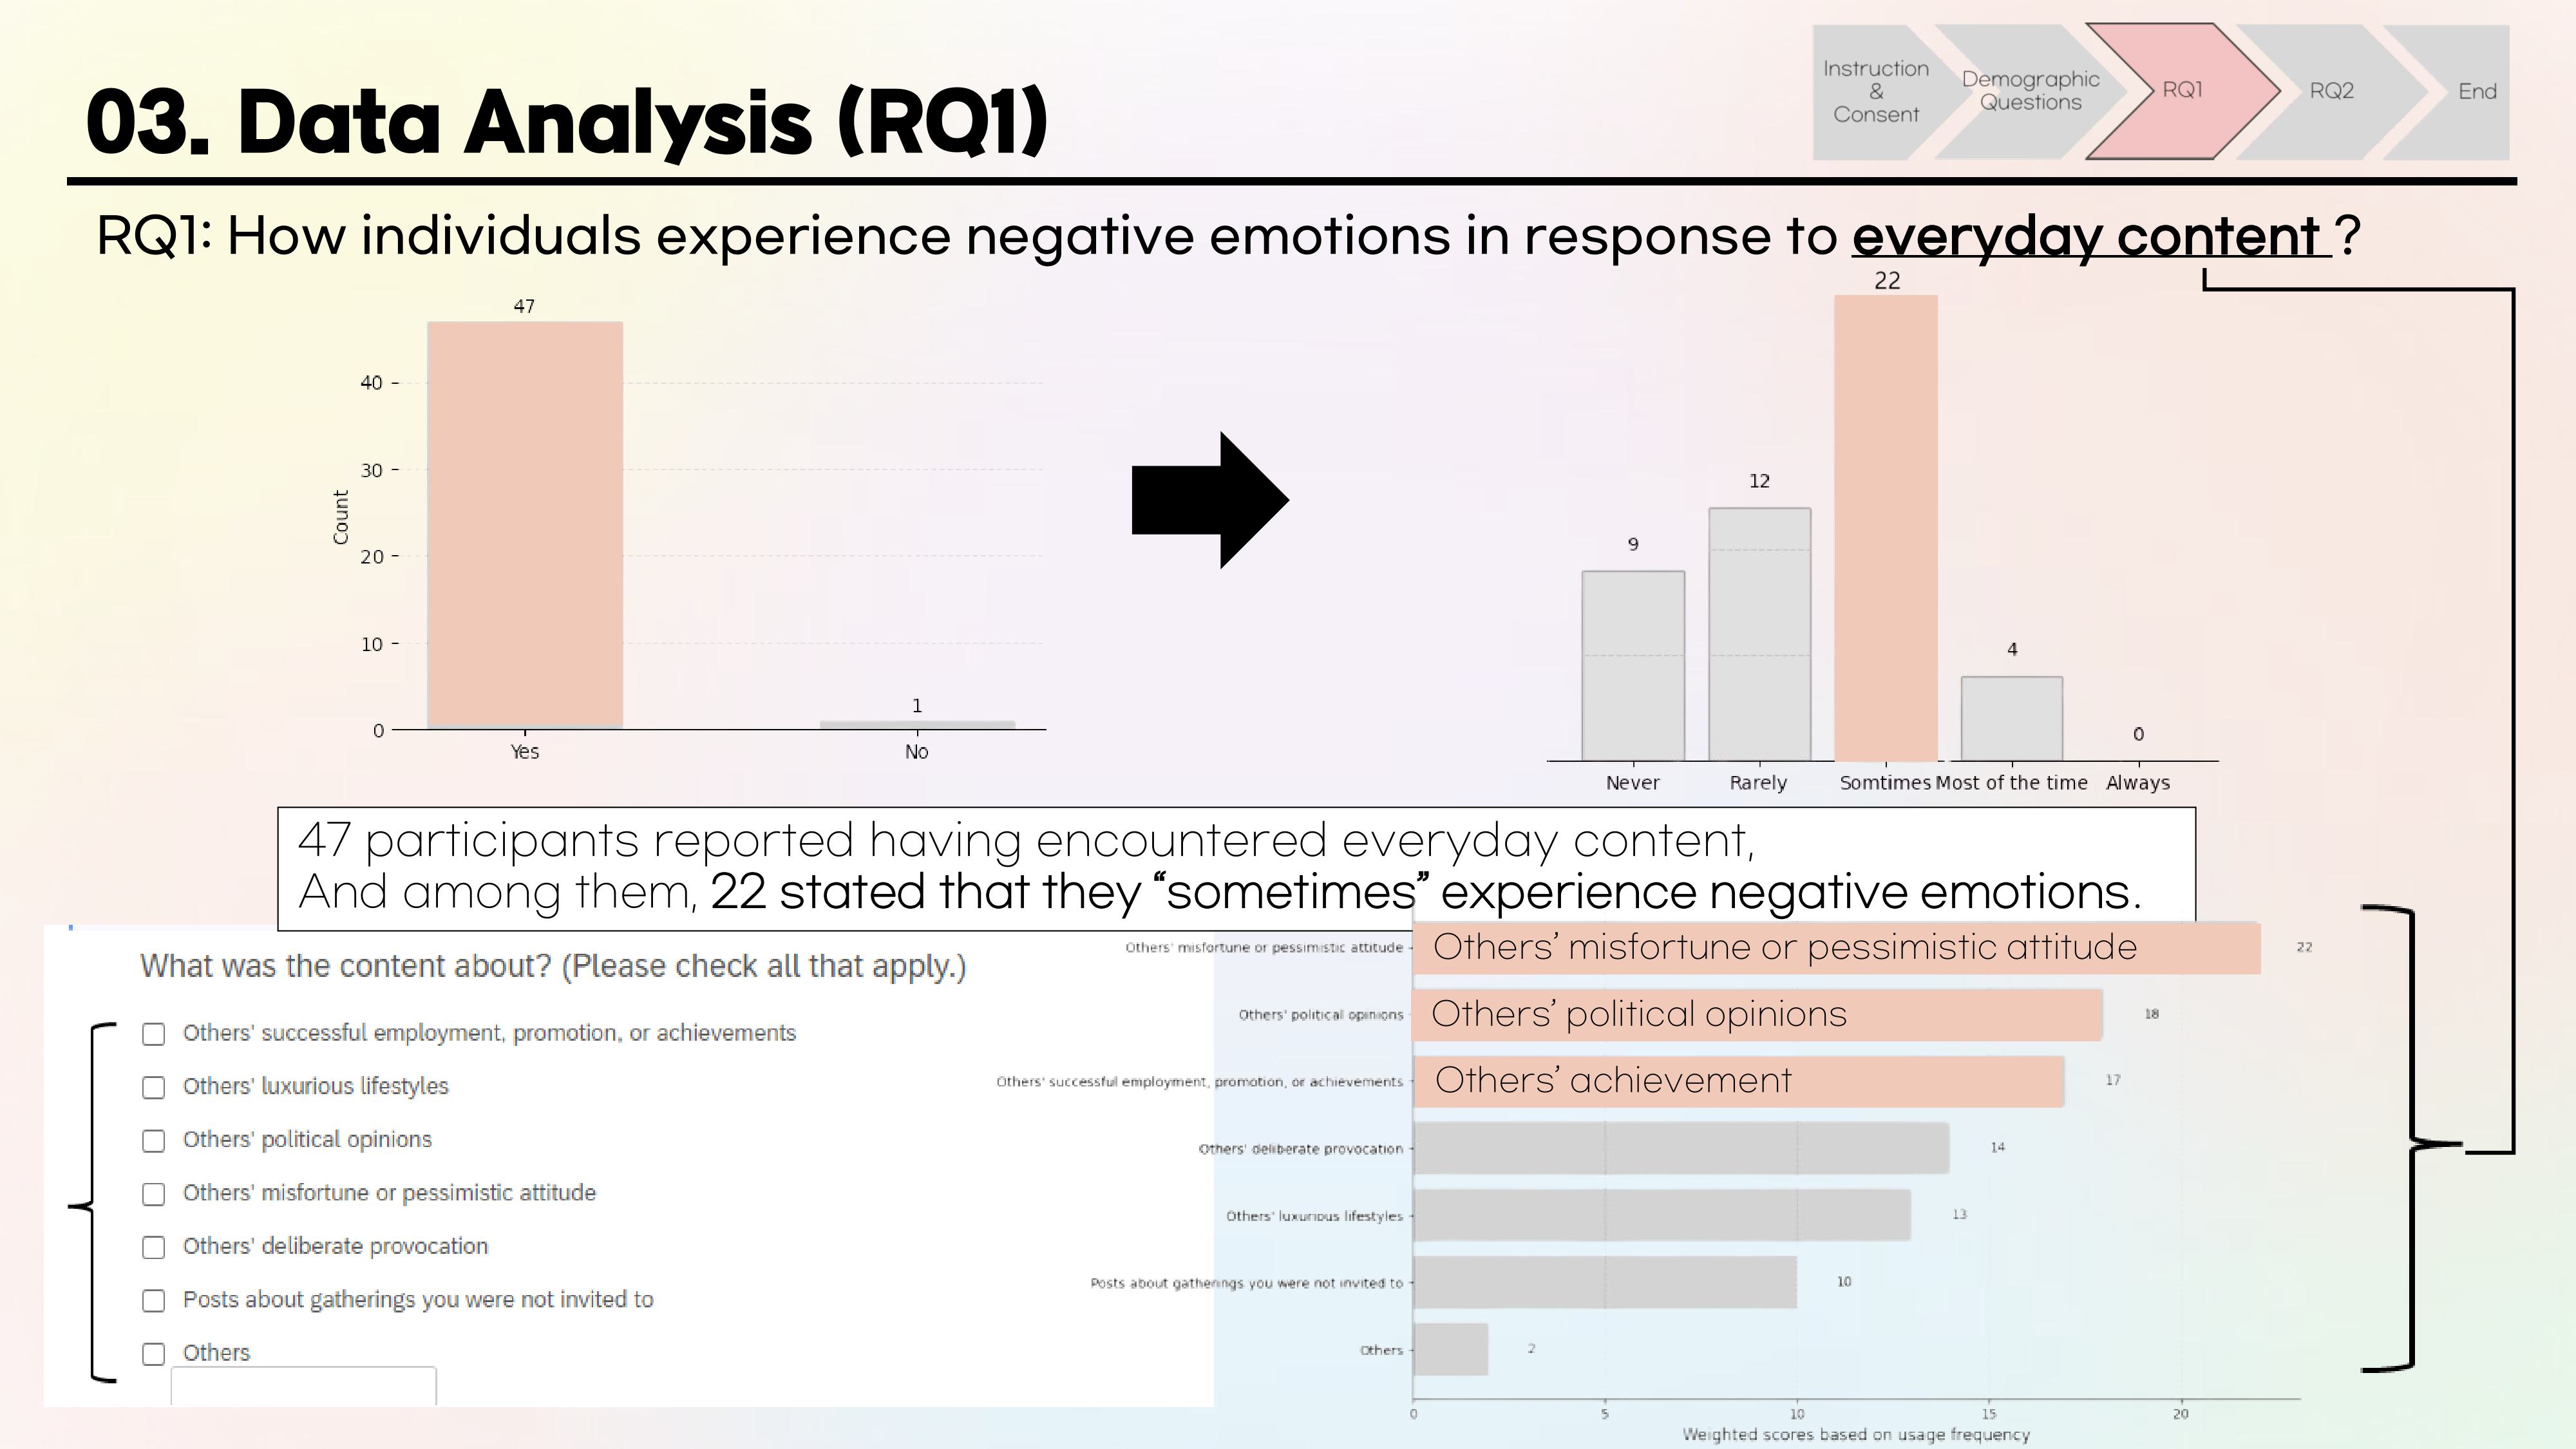 03. Data Analysis (RQ1)
Instruction
&
Consent
Demographic
Questions
RQ1
RQ2
End
RQ1: How individuals experience negative emotions in response to everyday content ?
47
40
30
20
10
0
Count
1
Yes
No
22
12
9
4
0
Never
Rarely
Somtimes
Most of the time
Always
47 participants reported having encountered everyday content,
And among them, 22 stated that they “sometimes” experience negative emotions.
What was the content about? (Please check all that apply.)
Others' successful employment, promotion, or achievements
Others' luxurious lifestyles
Others' political opinions
Others' misfortune or pessimistic attitude
Others' deliberate provocation
Posts about gatherings you were not invited to
Others
Others' misfortune or pessimistic attitude
Others’ misfortune or pessimistic attitude
22
Others' political opinions
Others’ political opinions
18
Others' successful employment, promotion, or achievements
Others’ achievement
17
Others' deliberate provocation
14
Others' luxurious lifestyles
13
Posts about gatherings you were not invited to
10
Others
2
0
5
10
15
20
Weighted scores based on usage frequency